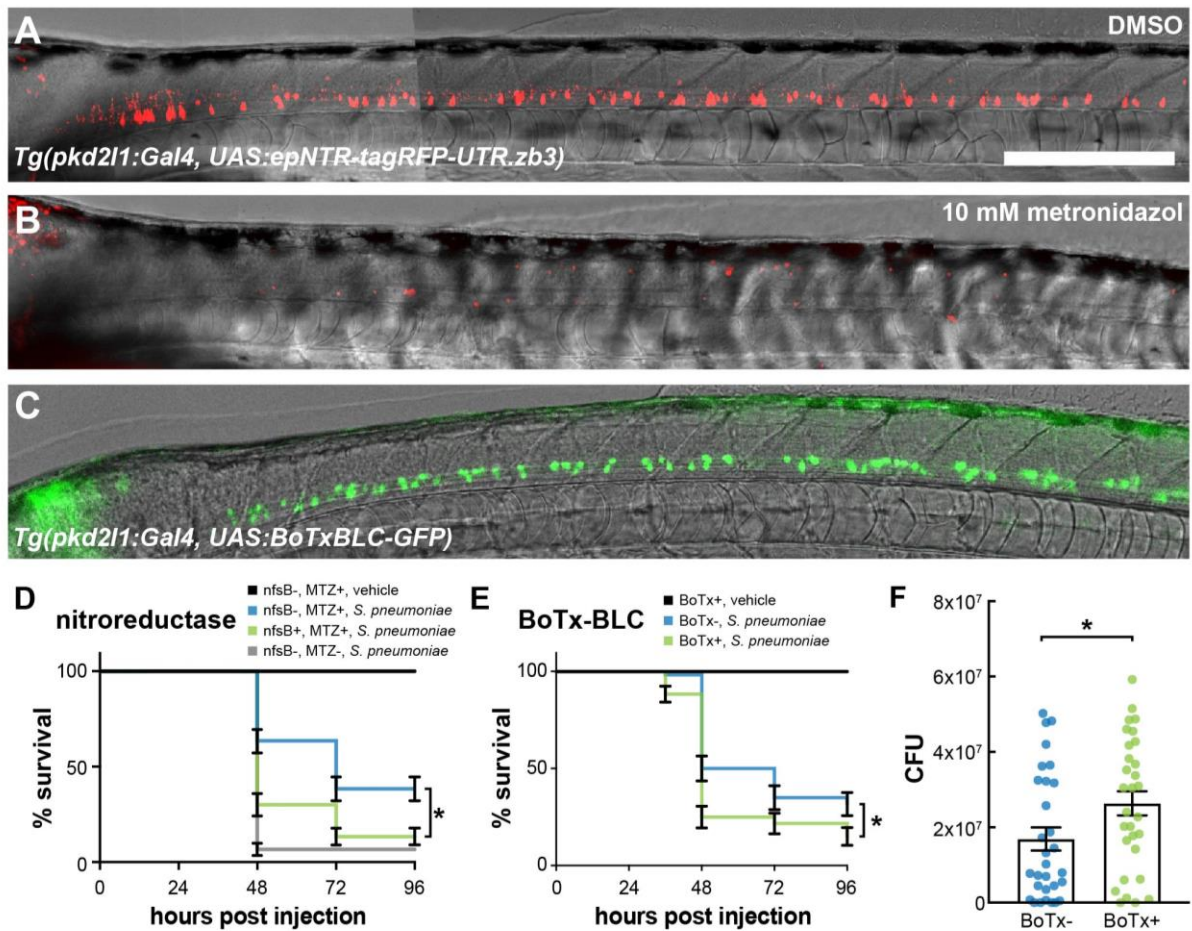 A
DMSO
Tg(pkd2l1:Gal4, UAS:epNTR-tagRFP-UTR.zb3)
B
10 mM metronidazol
C
Tg(pkd2l1:Gal4, UAS:BoTxBLC-GFP)
D
nitroreductase
nfsB-, MTZ+, vehicle
nfsB-, MTZ+, S. pneumoniae
nfsB+, MTZ+, S. pneumoniae
nfsB-, MTZ-, S. pneumoniae
% survival
100
50
0
0 24 48 72 96
hours post injection
*
E
BoTx-BLC
BoTx+, vehicle
BoTx-, S. pneumoniae
BoTx+, S. pneumoniae
% survival
100
50
0
0 24 48 72 96
hours post injection
*
F
CFU
8x10⁷
6x10⁷
4x10⁷
2x10⁷
0
*
BoTx- BoTx+